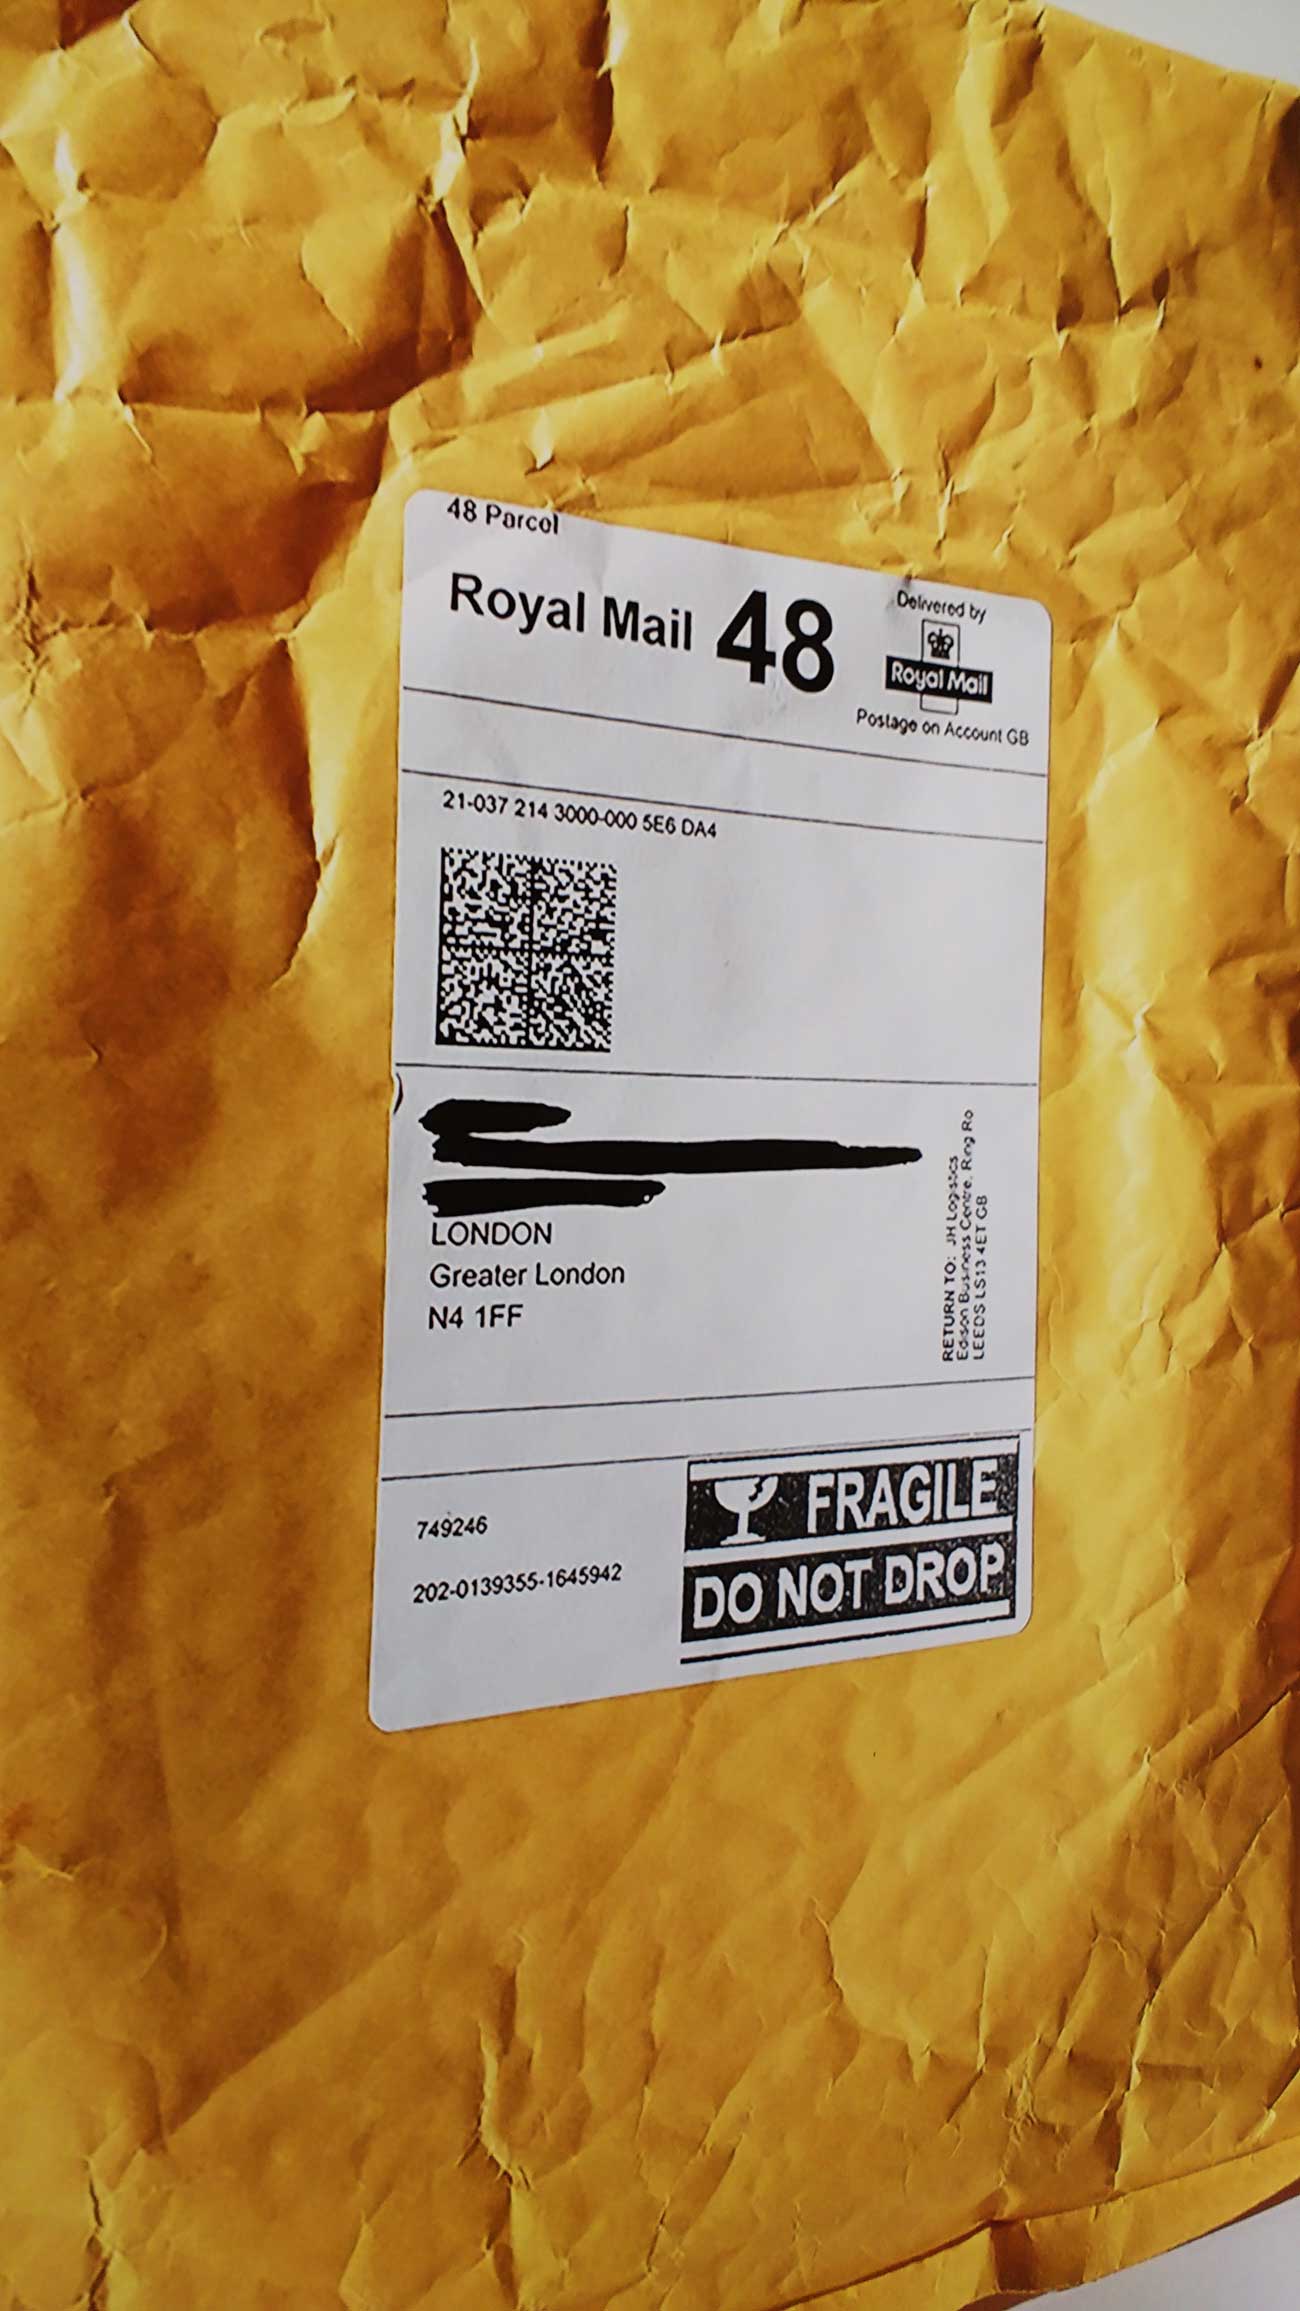 48 Parcel
Royal Mail 48
Delivered by
Royal Mail
Postage on Account GB
21-037 214 3000-000 5E6 DA4
LONDON
Greater London
N4 1FF
RETURN TO: JH Logistics
Edison Business Centre, Ring Ro
LEEDS LS13 4ET GB
749246
202-0139355-1645942
FRAGILE
DO NOT DROP